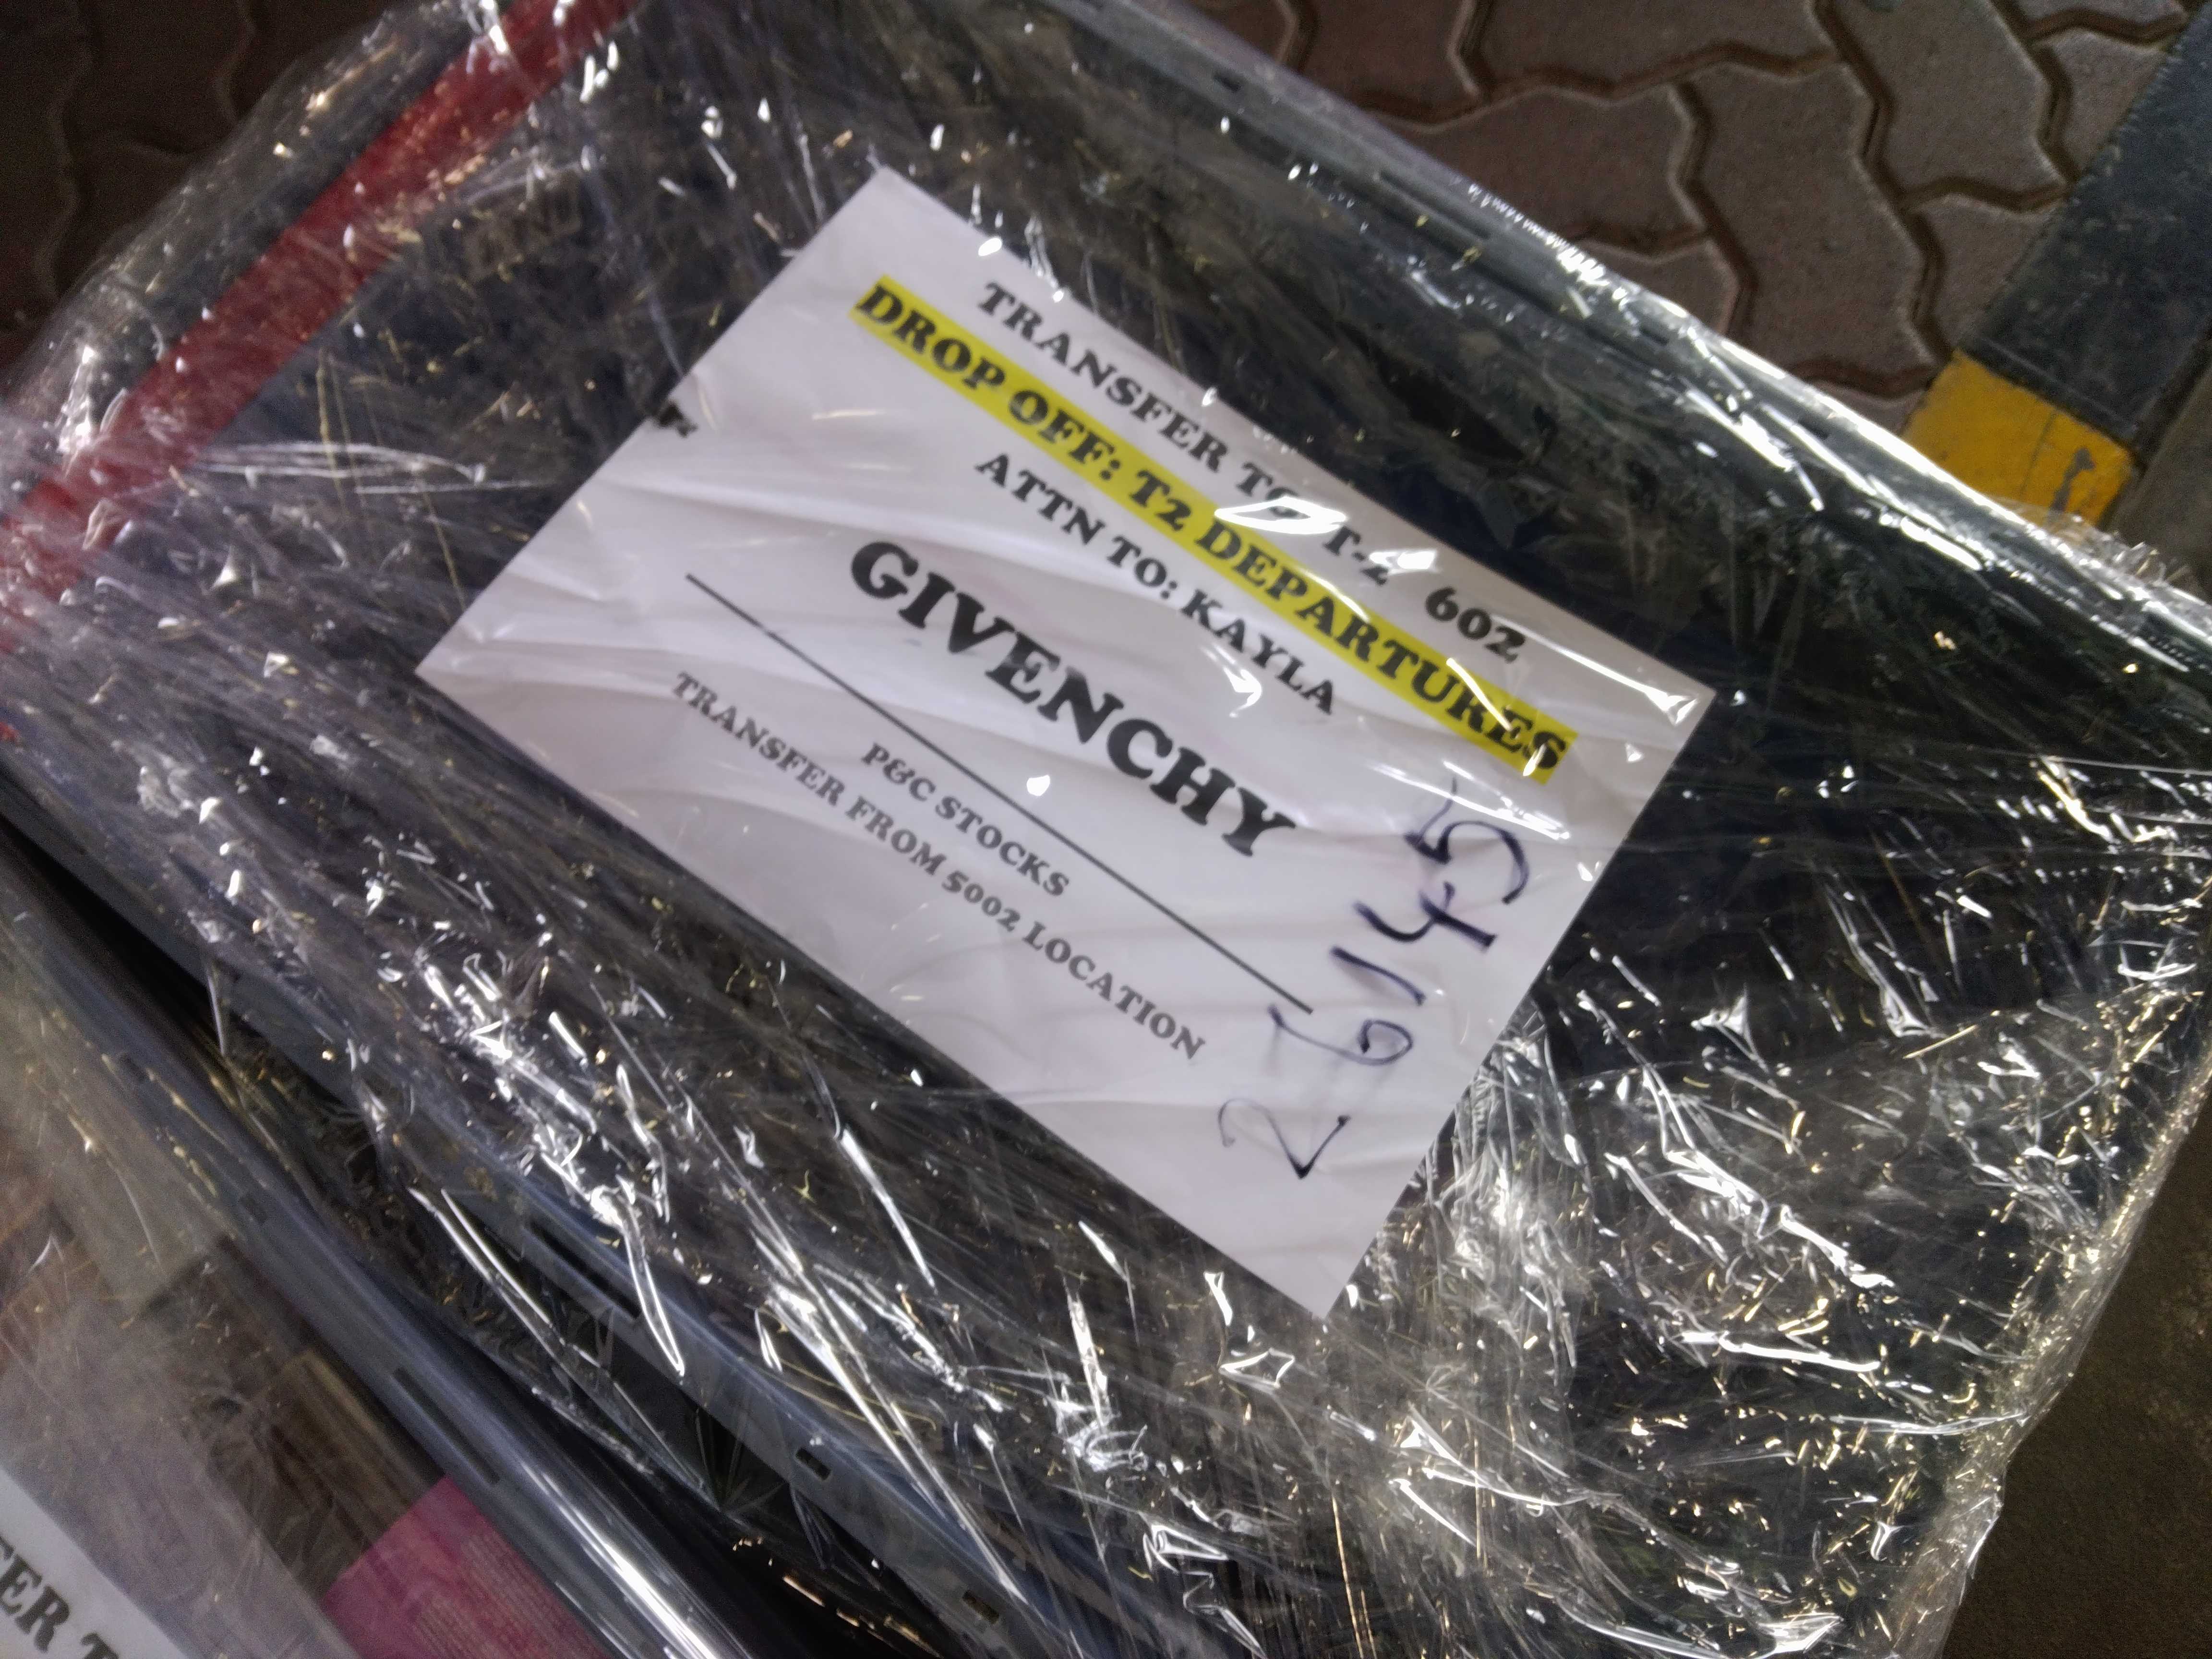 TRANSFER TO T-2 602
DROP OFF: T2 DEPARTURES
ATTN TO: KAYLA
GIVENCHY
P&C STOCKS
TRANSFER FROM 5002 LOCATION
26145